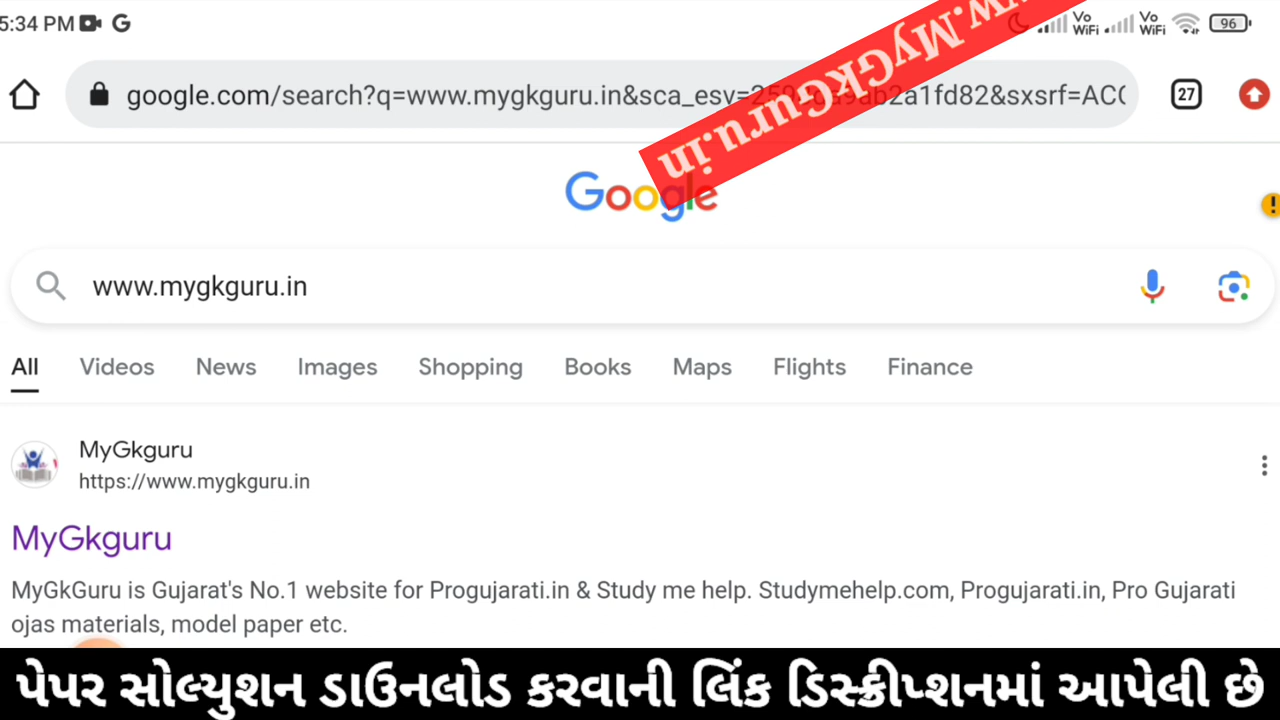 5:34 PM
Vo WiFi
Vo WiFi
96
google.com/search?q=www.mygkguru.in&sca_esv=
27
Google
www.mygkguru.in
All Videos News Images Shopping Books Maps Flights Finance
MyGkguru
https://www.mygkguru.in
MyGkguru
MyGkGuru is Gujarat's No.1 website for Progujarati.in & Study me help. Studymehelp.com, Progujarati.in, Pro Gujarati
ojas materials, model paper etc.
પેપર સોલ્યુશન ડાઉનલોડ કરવાની લિંક ડિસ્ક્રીપ્શનમાં આપેલી છે